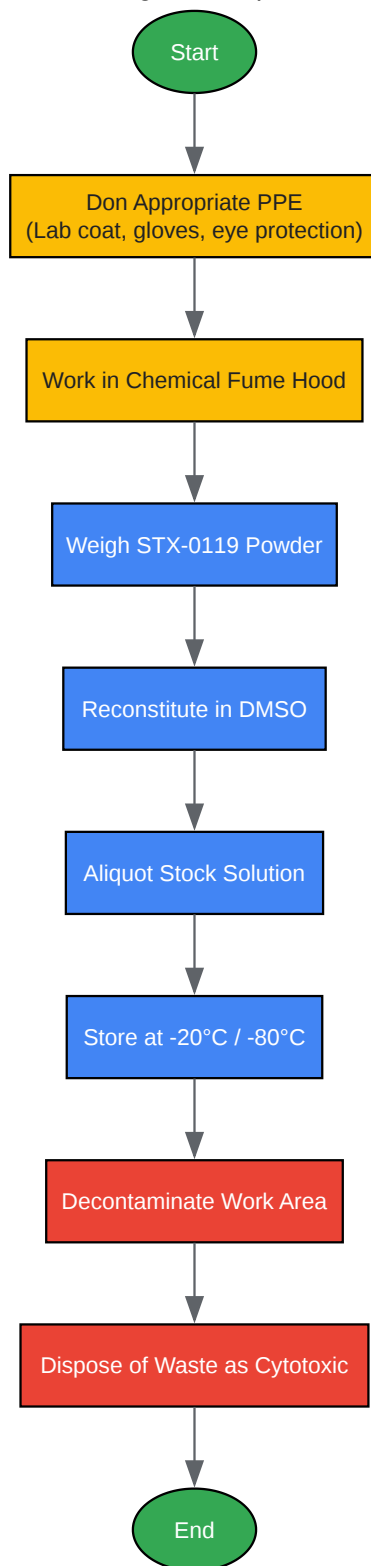 Start
Don Appropriate PPE
(Lab coat, gloves, eye protection)
Work in Chemical Fume Hood
Weigh STX-0119 Powder
Reconstitute in DMSO
Aliquot Stock Solution
Store at -20°C / -80°C
Decontaminate Work Area
Dispose of Waste as Cytotoxic
End